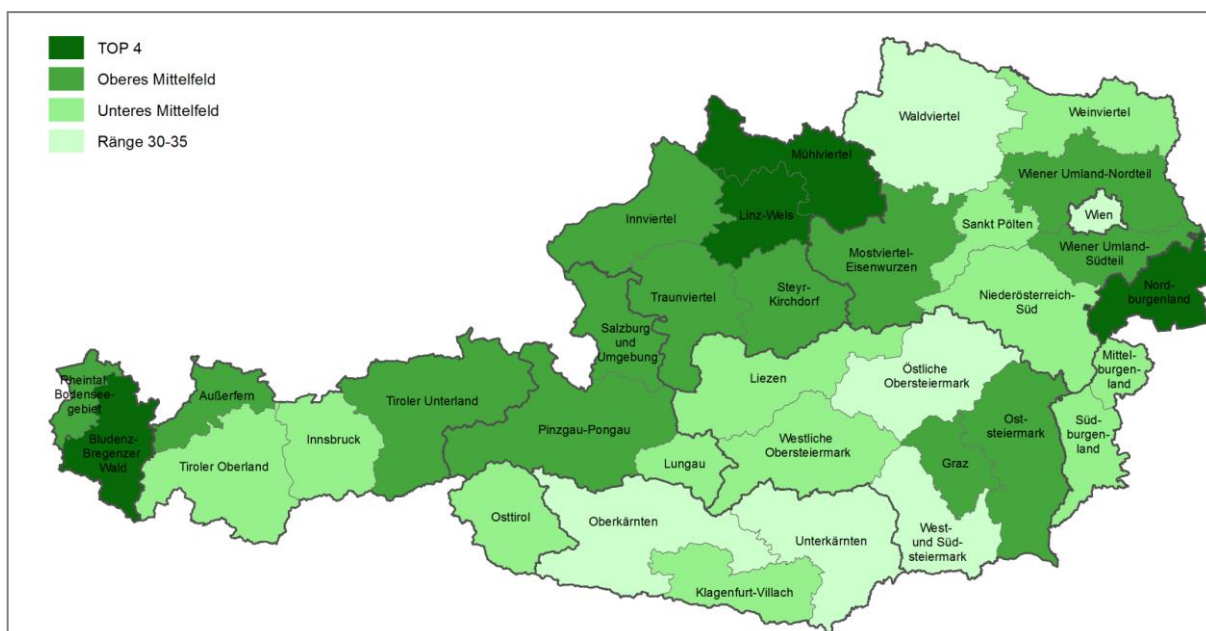 TOP 4
Oberes Mittelfeld
Unteres Mittelfeld
Ränge 30-35
Waldviertel
Weinviertel
Mühlviertel
Wiener Umland-Nordteil
Innviertel
Linz-Wels
Sankt Pölten
Wien
Mostviertel-
Eisenwurzen
Wiener Umland-
Südteil
Nord-
burgenland
Traunviertel
Steyr-
Kirchdorf
Niederösterreich-
Süd
Salzburg
und
Umgebung
Mittel-
burgen-
land
Liezen
Östliche
Obersteiermark
Rheintal-
Bodensee-
gebiet
Außerfern
Tiroler Unterland
Pinzgau-Pongau
Ost-
steiermark
Süd-
burgen-
land
Bludenz-
Bregenzer
Wald
Innsbruck
Tiroler Oberland
Lungau
Westliche
Obersteiermark
Graz
Osttirol
Oberkärnten
Unterkärnten
West-
und Süd-
steiermark
Klagenfurt-Villach